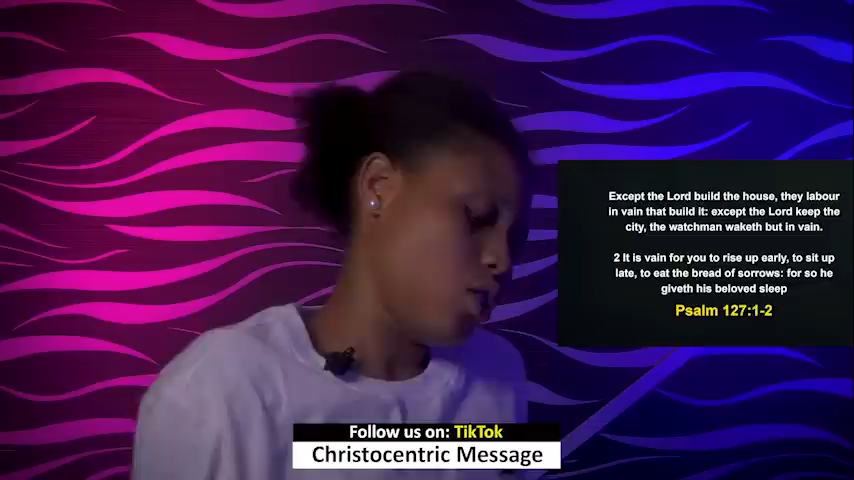 Except the Lord build the house, they labour
in vain that build it: except the Lord keep the
city, the watchman waketh but in vain.
2 It is vain for you to rise up early, to sit up
late, to eat the bread of sorrows: for so he
giveth his beloved sleep
Psalm 127:1-2
Follow us on: TikTok
Christocentric Message